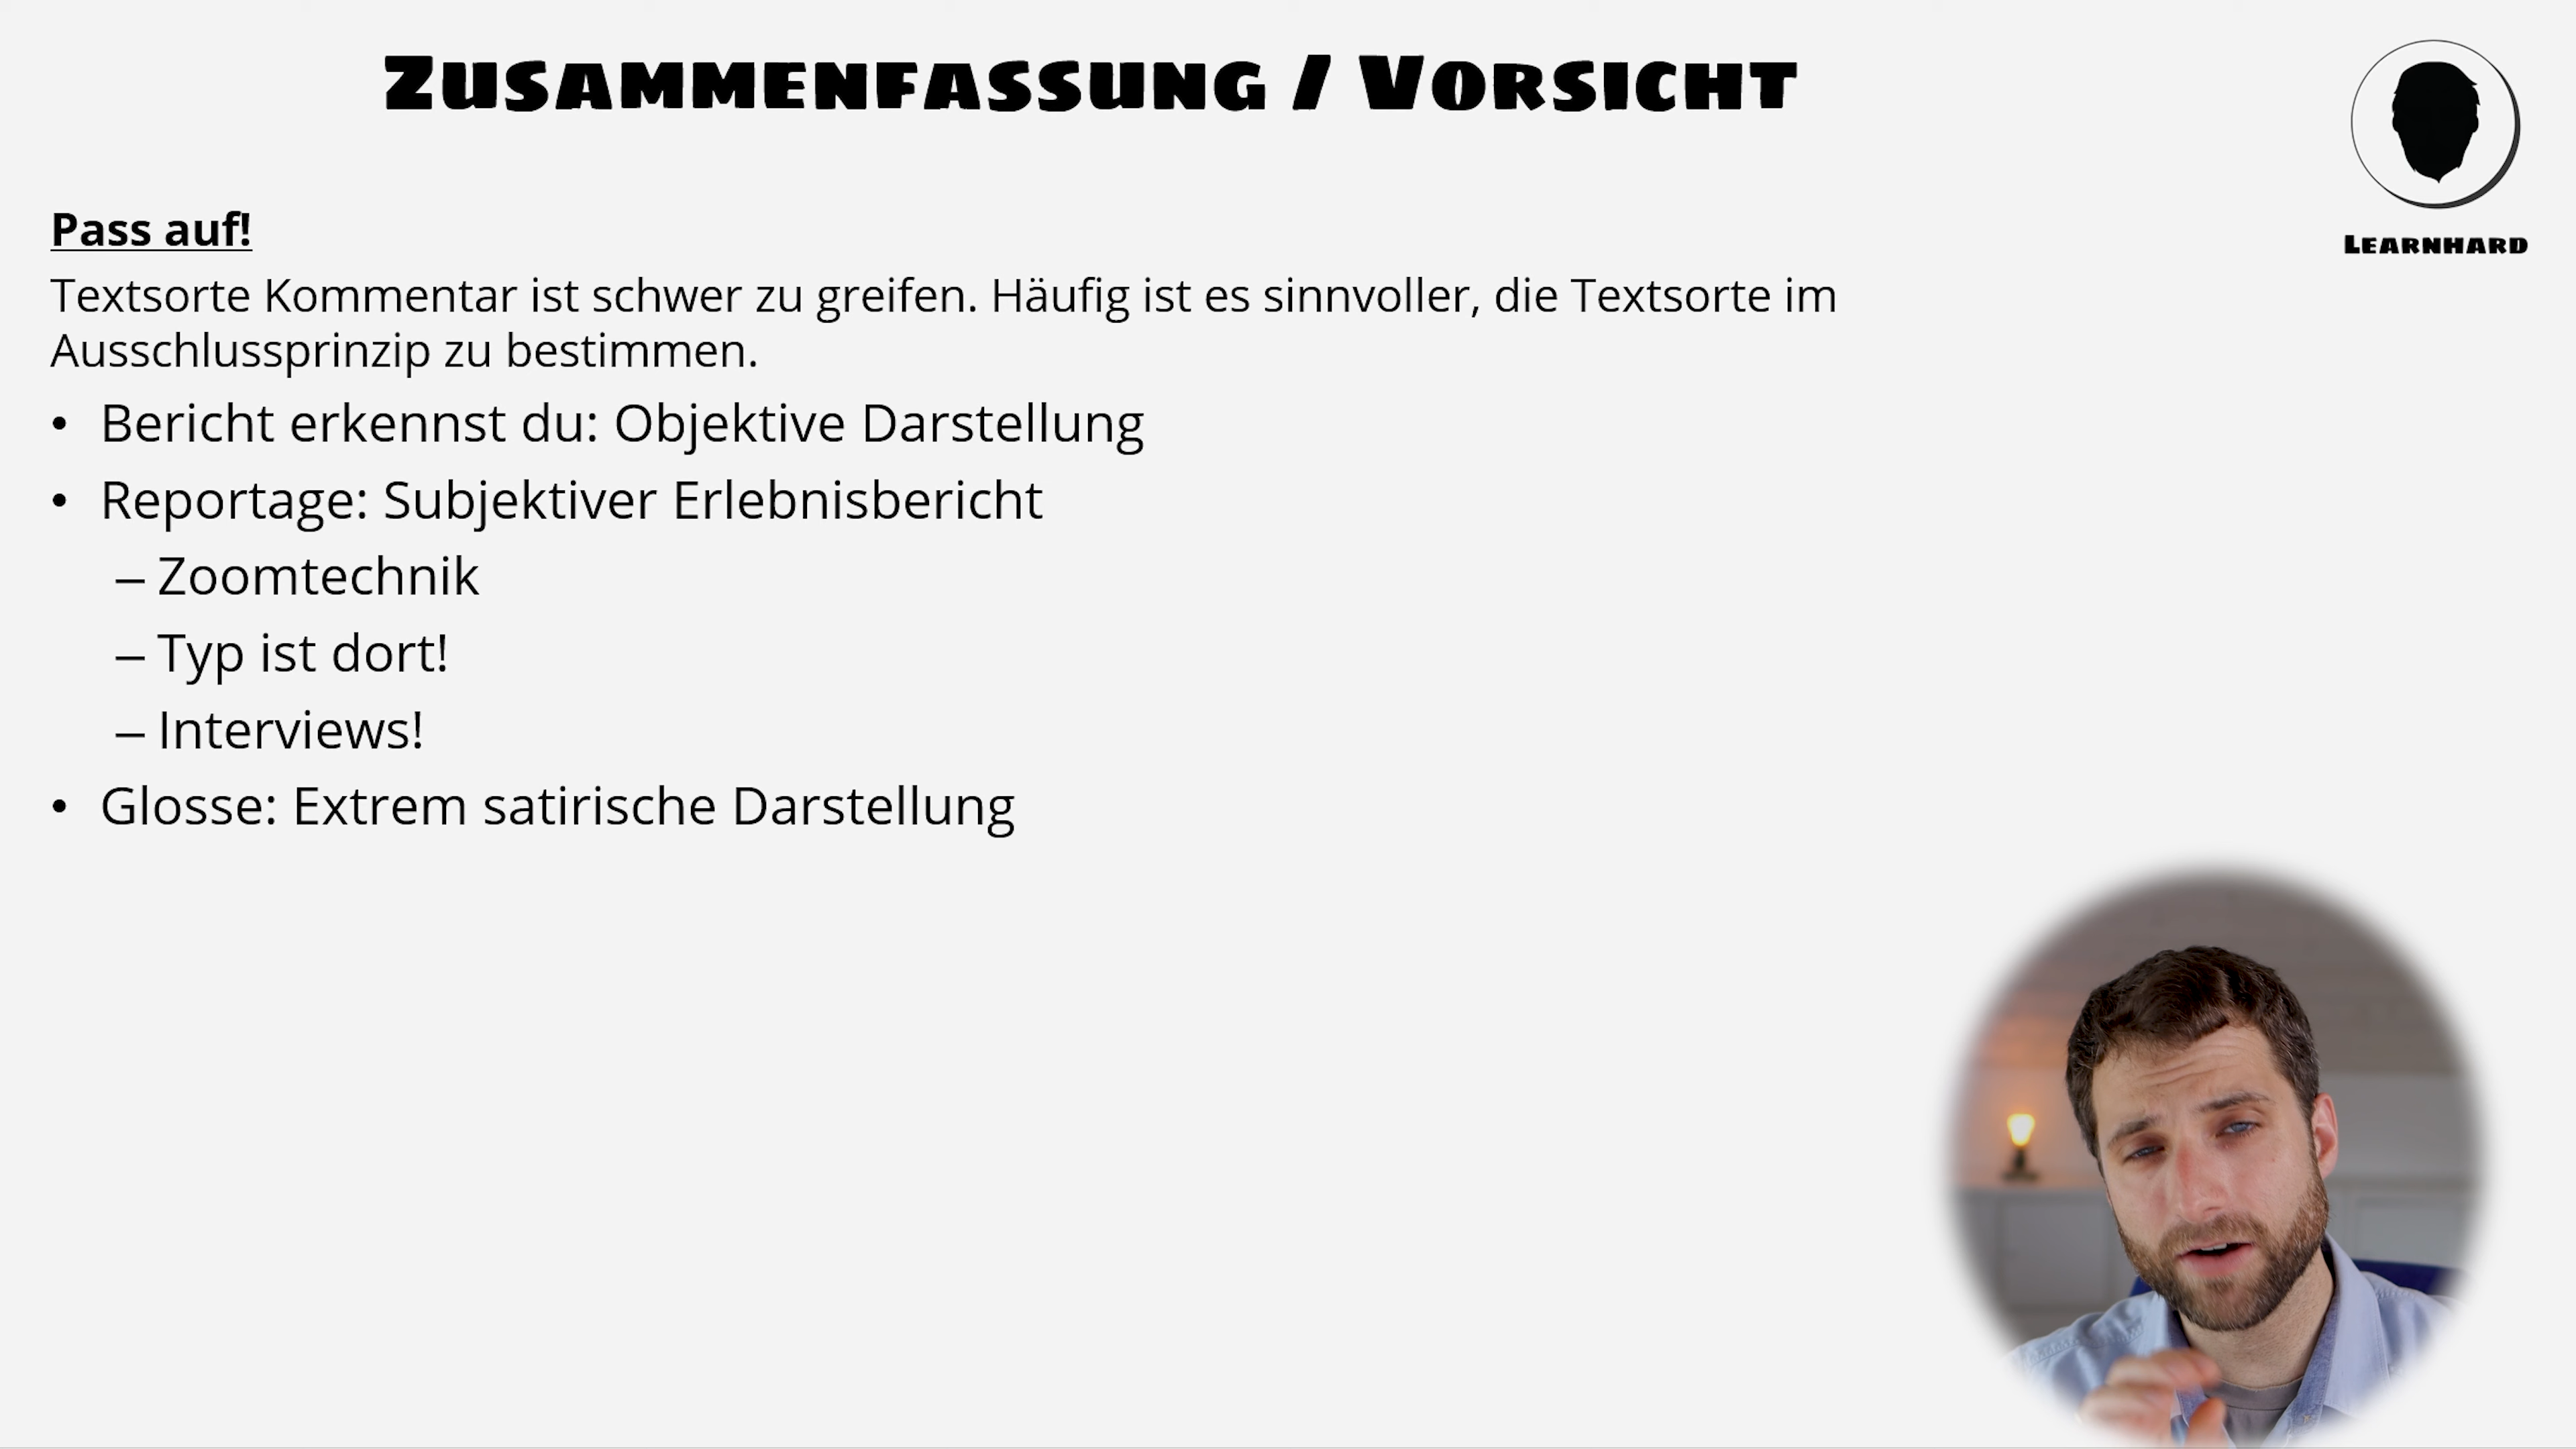 Zusammenfassung / Vorsicht
Learnhard
Pass auf!
Textsorte Kommentar ist schwer zu greifen. Häufig ist es sinnvoller, die Textsorte im
Ausschlussprinzip zu bestimmen.
• Bericht erkennst du: Objektive Darstellung
• Reportage: Subjektiver Erlebnisbericht
– Zoomtechnik
– Typ ist dort!
– Interviews!
• Glosse: Extrem satirische Darstellung